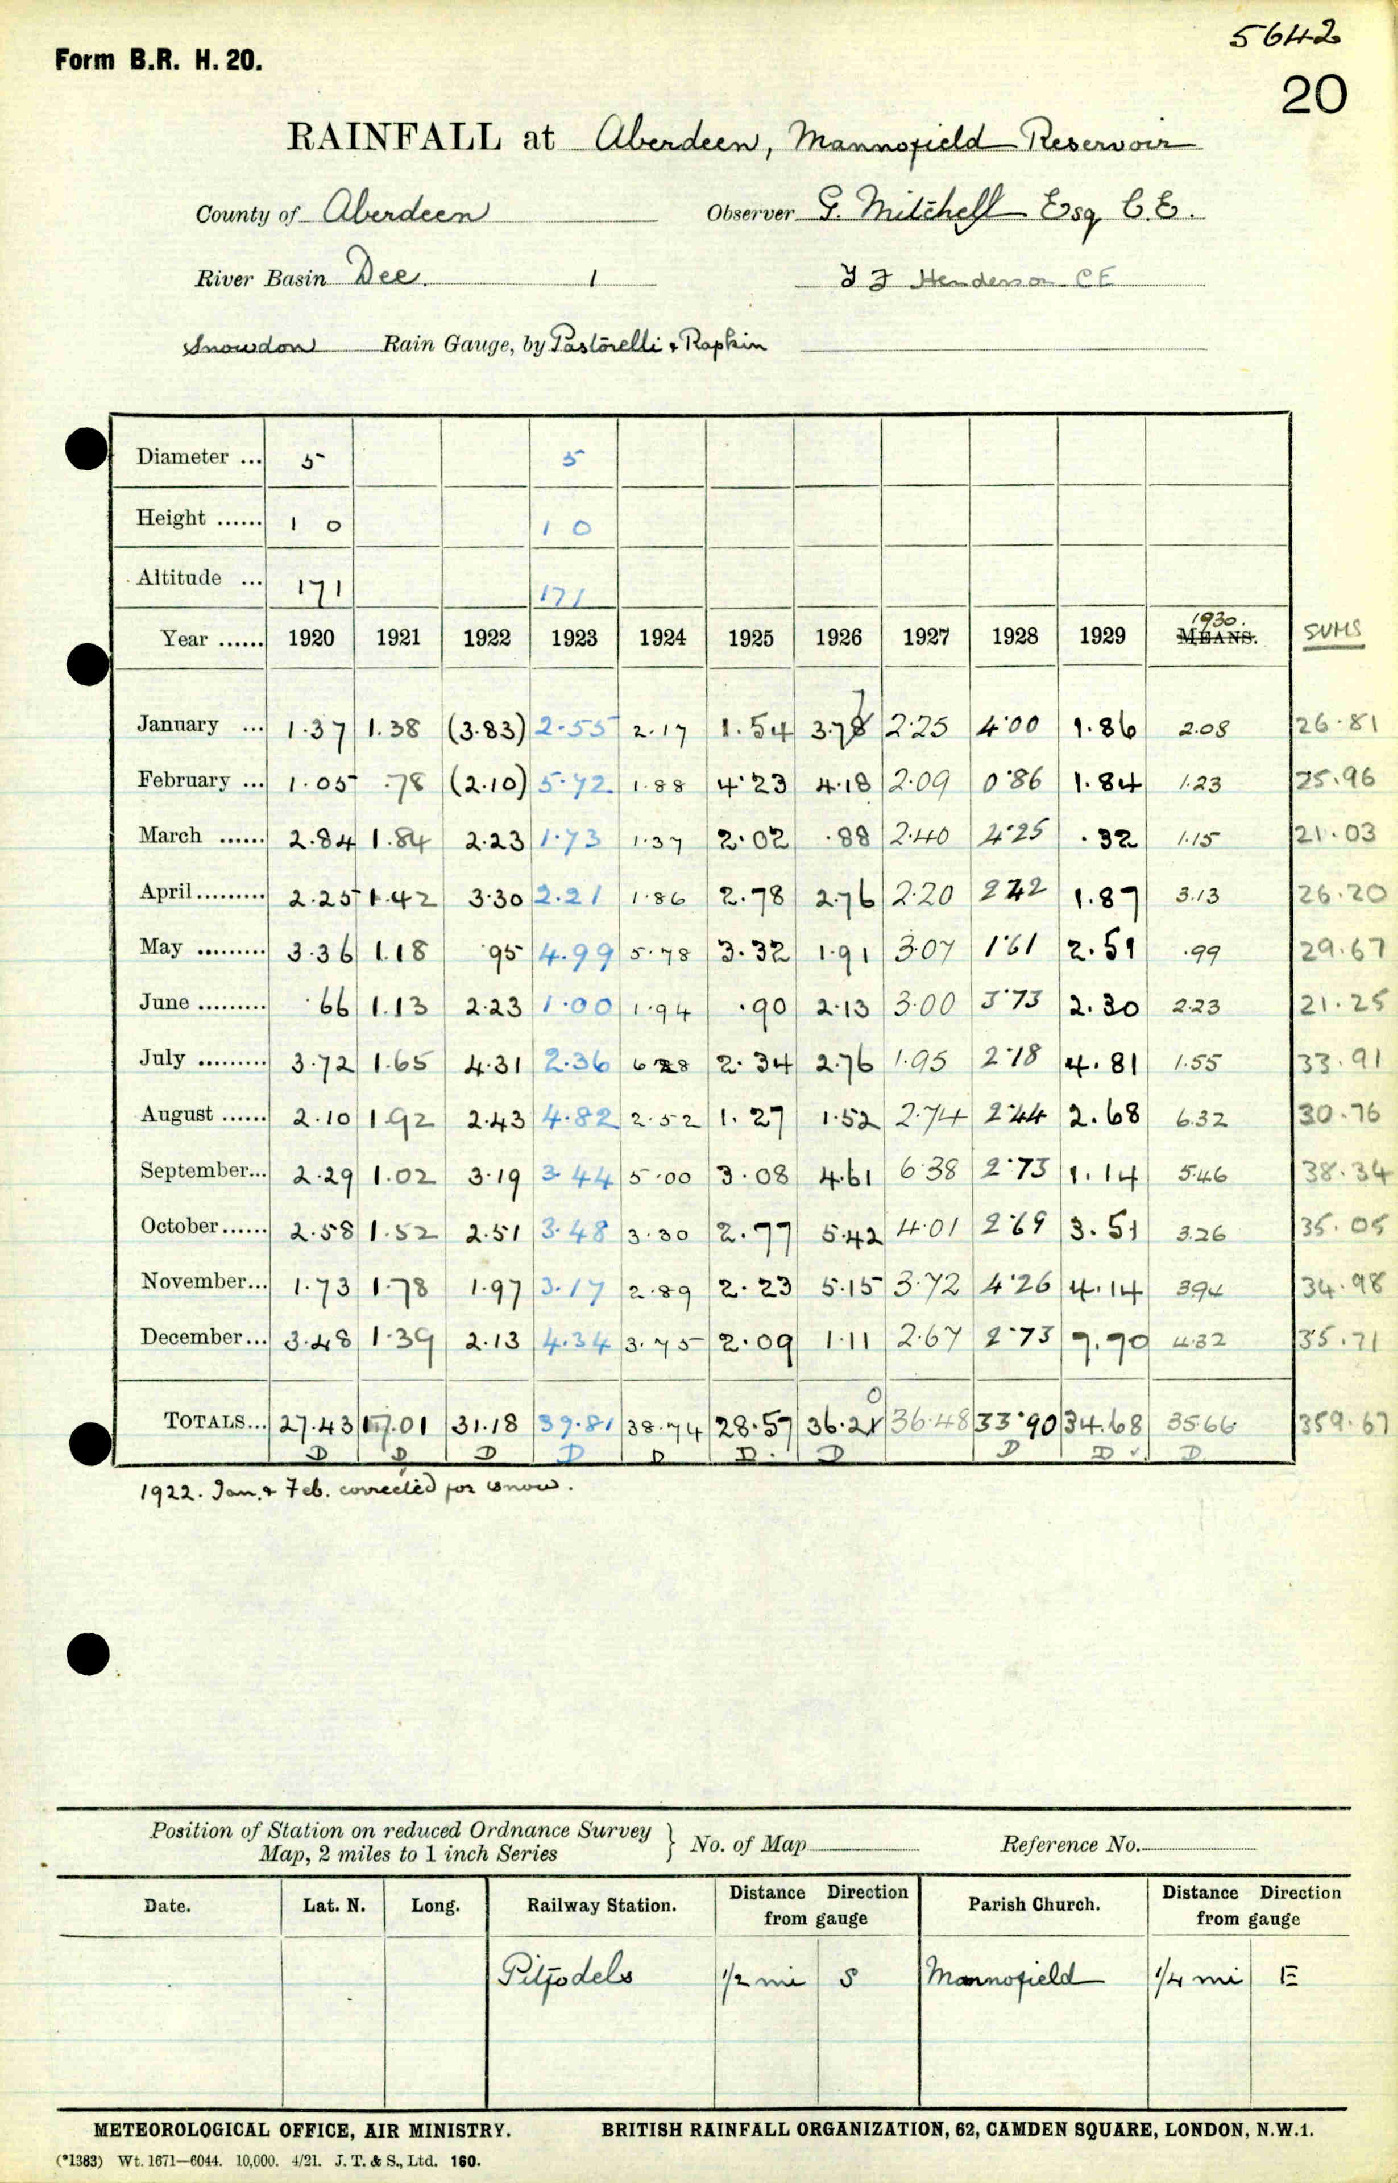 5642
Form B.R. H. 20.
20
RAINFALL at Aberdeen, Mannofield Reservoir
County of Aberdeen Observer G. Mitchell Esq C.E.
River Basin Dee. 1 Henderson CE
Snowdon Rain Gauge, by Pastorelli & Rapkin
Diameter ... 5 5
Height ...... 1 0 1 0
Altitude ... 171 171
1930.
Year ...... 1920 1921 1922 1923 1924 1925 1926 1927 1928 1929 MEANS. SUMS
January ... 1.37 1.38 (3.83) 2.55 2.17 1.54 3.77 2.25 4.00 1.86 2.08 26.81
February ... 1.05 .78 (2.10) 5.72 1.88 4.23 4.18 2.09 0.86 1.84 1.23 25.96
March ...... 2.84 1.84 2.23 1.73 1.37 2.02 .88 2.40 4.25 .32 1.15 21.03
April ......... 2.25 1.42 3.30 2.21 1.86 2.78 2.76 2.20 2.42 1.87 3.13 26.20
May ......... 3.36 1.18 .95 4.99 5.78 3.32 1.91 3.07 1.61 2.51 .99 29.67
June ......... .66 1.13 2.23 1.00 1.94 .90 2.13 3.00 3.73 2.30 2.23 21.25
July ......... 3.72 1.65 4.31 2.36 6.28 2.34 2.76 1.95 2.18 4.81 1.55 33.91
August ...... 2.10 1.92 2.43 4.82 2.52 1.27 1.52 2.74 2.44 2.68 6.32 30.76
September... 2.29 1.02 3.19 3.44 5.00 3.08 4.61 6.38 2.73 1.14 5.46 38.34
October...... 2.58 1.52 2.51 3.48 3.30 2.77 5.42 4.01 2.69 3.51 3.26 35.05
November... 1.73 1.78 1.97 3.17 2.89 2.23 5.15 3.72 4.26 4.14 3.94 34.98
December... 3.48 1.39 2.13 4.34 3.75 2.09 1.11 2.67 2.73 7.70 4.32 35.71
TOTALS... 27.43 17.01 31.18 39.81 38.74 28.57 36.20 36.48 33.90 34.68 35.66 359.67
D D D D D D. D D D ✓. D
1922. Jan. & Feb. corrected for snow.
Position of Station on reduced Ordnance Survey
Map, 2 miles to 1 inch Series } No. of Map Reference No.
Date. Lat. N. Long. Railway Station. Distance Direction from gauge Parish Church. Distance Direction from gauge
Pitfodels 1/2 mi S Mannofield 1/4 mi E
METEOROLOGICAL OFFICE, AIR MINISTRY. BRITISH RAINFALL ORGANIZATION, 62, CAMDEN SQUARE, LONDON, N.W.1.
(*1383) Wt. 1671—6044. 10,000. 4/21. J. T. & S., Ltd. 160.